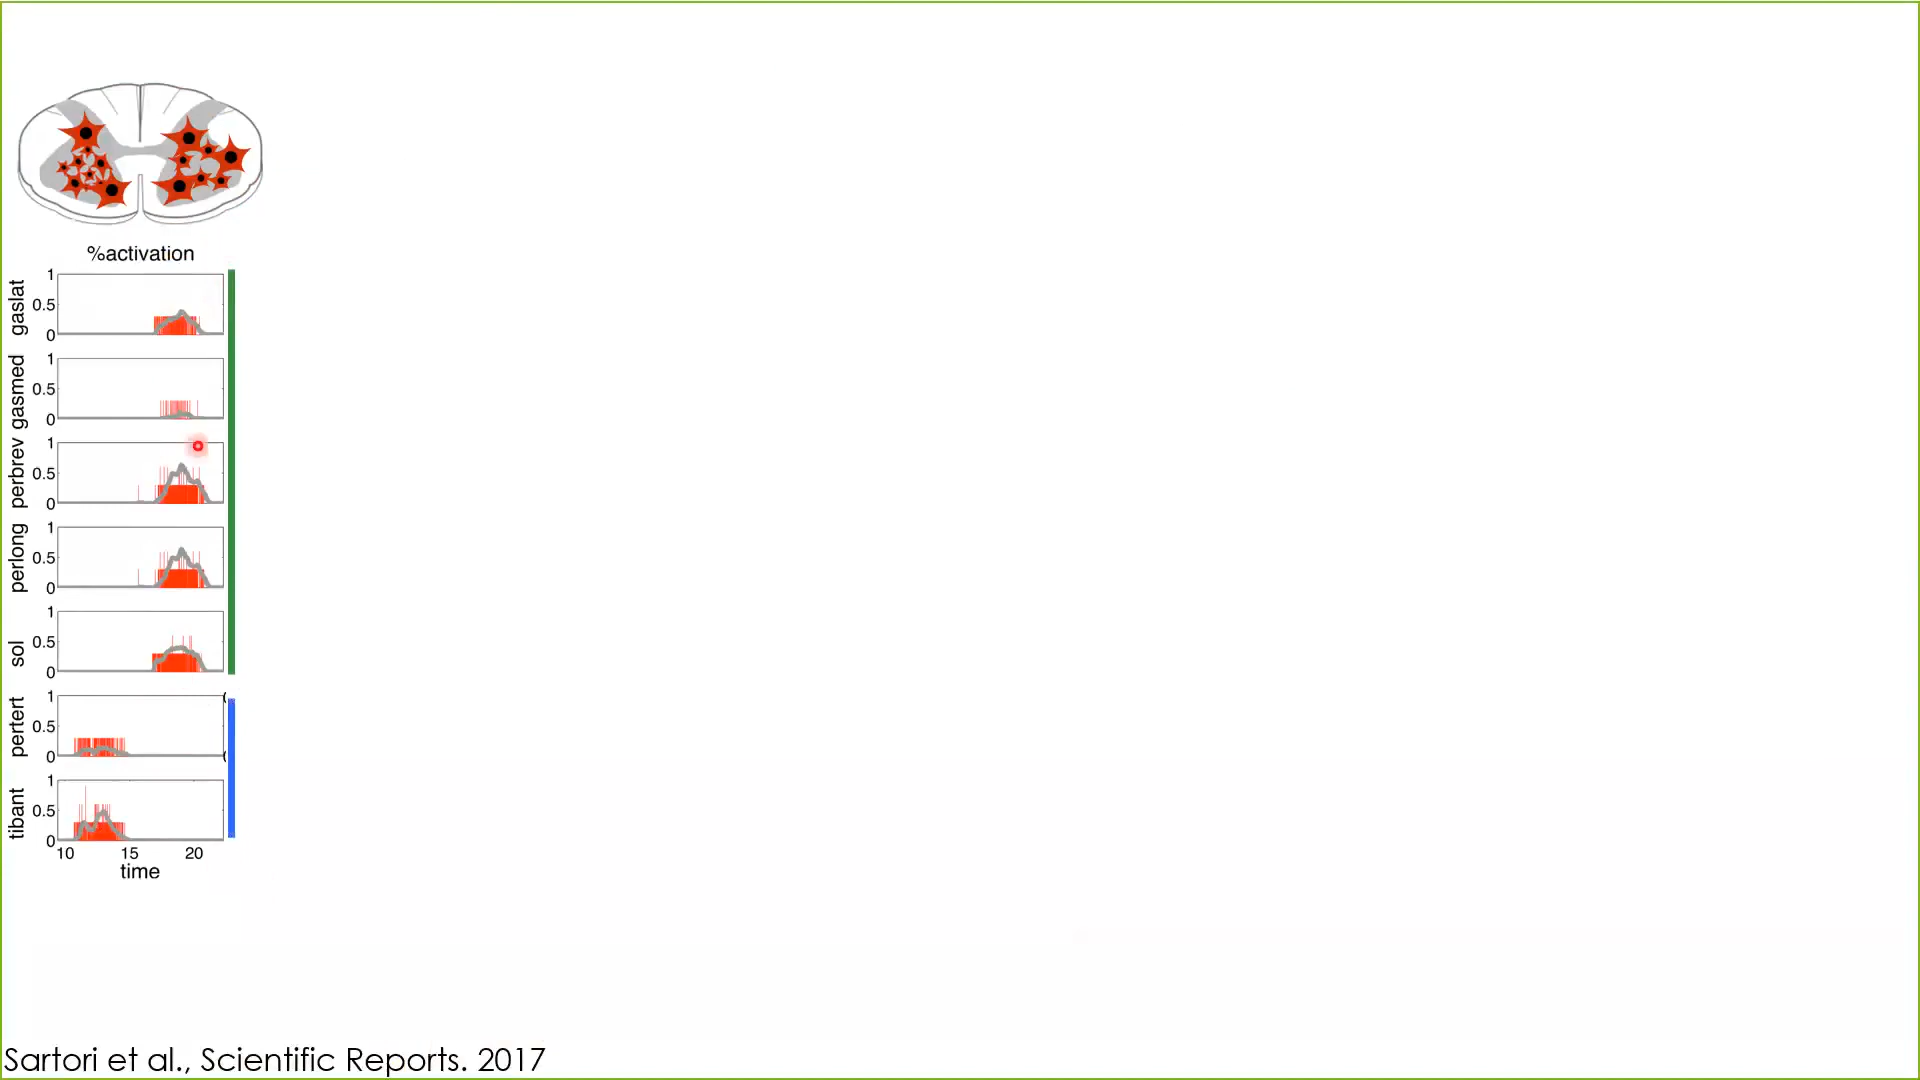 %activation
1
gaslat
0.5
0
1
gasmed
0.5
0
1
perbrev
0.5
0
1
perlong
0.5
0
1
sol
0.5
0
1
(
pertert
0.5
0
(
1
tibant
0.5
0
10 15 20
time
Sartori et al., Scientific Reports. 2017